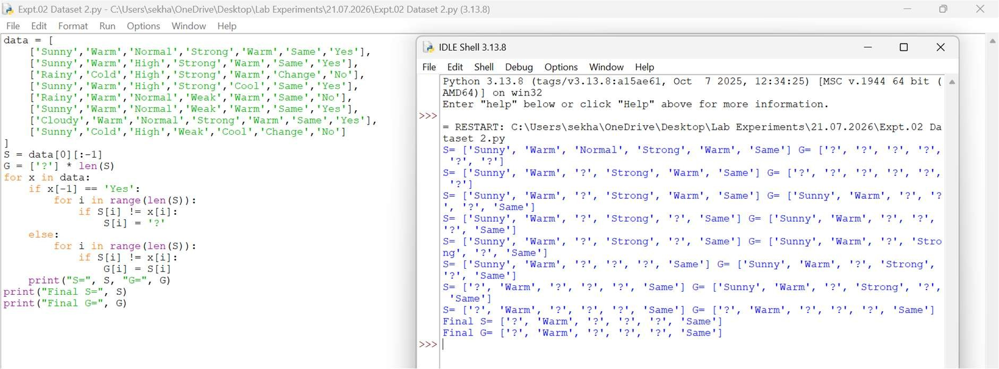 Expt.02 Dataset 2.py - C:\Users\sekha\OneDrive\Desktop\Lab Experiments\21.07.2026\Expt.02 Dataset 2.py (3.13.8)
File Edit Format Run Options Window Help
data = [
    ['Sunny','Warm','Normal','Strong','Warm','Same','Yes'],
    ['Sunny','Warm','High','Strong','Warm','Same','Yes'],
    ['Rainy','Cold','High','Strong','Warm','Change','No'],
    ['Sunny','Warm','High','Strong','Cool','Same','Yes'],
    ['Rainy','Warm','Normal','Weak','Warm','Same','No'],
    ['Sunny','Warm','Normal','Weak','Warm','Same','Yes'],
    ['Cloudy','Warm','Normal','Strong','Warm','Same','Yes'],
    ['Sunny','Cold','High','Weak','Cool','Change','No']
]
S = data[0][:-1]
G = ['?'] * len(S)
for x in data:
    if x[-1] == 'Yes':
        for i in range(len(S)):
            if S[i] != x[i]:
                S[i] = '?'
    else:
        for i in range(len(S)):
            if S[i] != x[i]:
                G[i] = S[i]
    print("S=", S, "G=", G)
print("Final S=", S)
print("Final G=", G)
IDLE Shell 3.13.8
File Edit Shell Debug Options Window Help
Python 3.13.8 (tags/v3.13.8:a15ae61, Oct  7 2025, 12:34:25) [MSC v.1944 64 bit (
AMD64)] on win32
Enter "help" below or click "Help" above for more information.
>>>
= RESTART: C:\Users\sekha\OneDrive\Desktop\Lab Experiments\21.07.2026\Expt.02 Da
taset 2.py
S= ['Sunny', 'Warm', 'Normal', 'Strong', 'Warm', 'Same'] G= ['?', '?', '?', '?',
 '?', '?']
S= ['Sunny', 'Warm', '?', 'Strong', 'Warm', 'Same'] G= ['?', '?', '?', '?', '?',
 '?']
S= ['Sunny', 'Warm', '?', 'Strong', 'Warm', 'Same'] G= ['Sunny', 'Warm', '?', '?
', '?', 'Same']
S= ['Sunny', 'Warm', '?', 'Strong', '?', 'Same'] G= ['Sunny', 'Warm', '?', '?',
'?', 'Same']
S= ['Sunny', 'Warm', '?', 'Strong', '?', 'Same'] G= ['Sunny', 'Warm', '?', 'Stro
ng', '?', 'Same']
S= ['Sunny', 'Warm', '?', '?', '?', 'Same'] G= ['Sunny', 'Warm', '?', 'Strong',
'?', 'Same']
S= ['?', 'Warm', '?', '?', '?', 'Same'] G= ['Sunny', 'Warm', '?', 'Strong', '?',
 'Same']
S= ['?', 'Warm', '?', '?', '?', 'Same'] G= ['?', 'Warm', '?', '?', '?', 'Same']
Final S= ['?', 'Warm', '?', '?', '?', 'Same']
Final G= ['?', 'Warm', '?', '?', '?', 'Same']
>>>